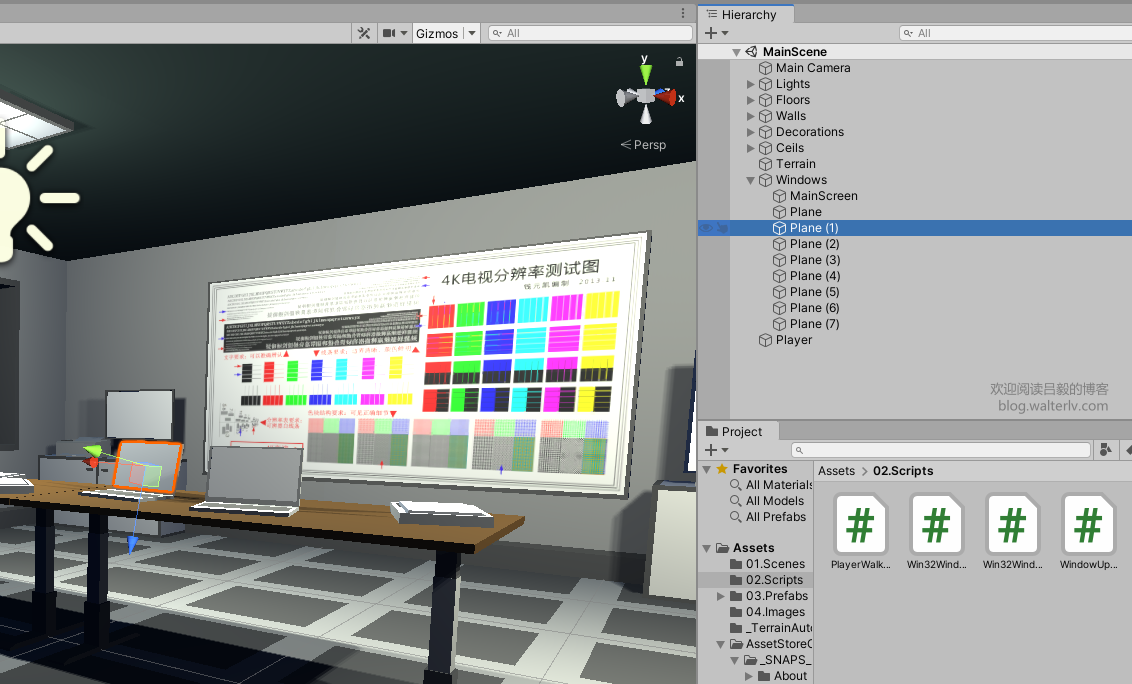 Gizmos
All
y
x
Persp
4K电视分辨率测试图
2013 11
Hierarchy
All
MainScene
Main Camera
Lights
Floors
Walls
Decorations
Ceils
Terrain
Windows
MainScreen
Plane
Plane (1)
Plane (2)
Plane (3)
Plane (4)
Plane (5)
Plane (6)
Plane (7)
Player
欢迎阅读吕毅的博客
blog.walterlv.com
Project
Favorites
All Materials
All Models
All Prefabs
Assets
01.Scenes
02.Scripts
03.Prefabs
04.Images
_TerrainAuto
AssetStoreO
_SNAPS_
About
Assets > 02.Scripts
PlayerWalk...
Win32Wind...
Win32Wind...
WindowUp...